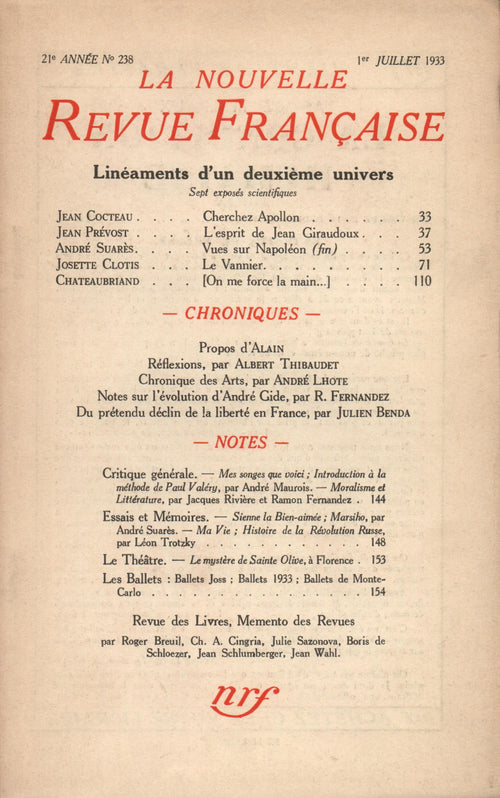 21e ANNÉE No 238 1er JUILLET 1933
LA NOUVELLE
REVUE FRANÇAISE
Linéaments d'un deuxième univers
Sept exposés scientifiques
JEAN COCTEAU . . . . Cherchez Apollon . . . . . . 33
JEAN PRÉVOST . . . . L'esprit de Jean Giraudoux . . . 37
ANDRÉ SUARÈS . . . . Vues sur Napoléon (fin) . . . . 53
JOSETTE CLOTIS . . . Le Vannier . . . . . . . . . 71
CHATEAUBRIAND . . . [On me force la main...] . . . . 110
— CHRONIQUES —
Propos d'ALAIN
Réflexions, par ALBERT THIBAUDET
Chronique des Arts, par ANDRÉ LHOTE
Notes sur l'évolution d'André Gide, par R. FERNANDEZ
Du prétendu déclin de la liberté en France, par JULIEN BENDA
— NOTES —
Critique générale. — Mes songes que voici ; Introduction à la
méthode de Paul Valéry, par André Maurois. — Moralisme et
Littérature, par Jacques Rivière et Ramon Fernandez . 144
Essais et Mémoires. — Sienne la Bien-aimée ; Marsiho, par
André Suarès. — Ma Vie ; Histoire de la Révolution Russe,
par Léon Trotzky . . . . . . . . . . . . 148
Le Théâtre. — Le mystère de Sainte Olive, à Florence . 153
Les Ballets : Ballets Joss ; Ballets 1933 ; Ballets de Monte-
Carlo . . . . . . . . . . . . . . . 154
Revue des Livres, Memento des Revues
par Roger Breuil, Ch. A. Cingria, Julie Sazonova, Boris de
Schloezer, Jean Schlumberger, Jean Wahl.
nrf